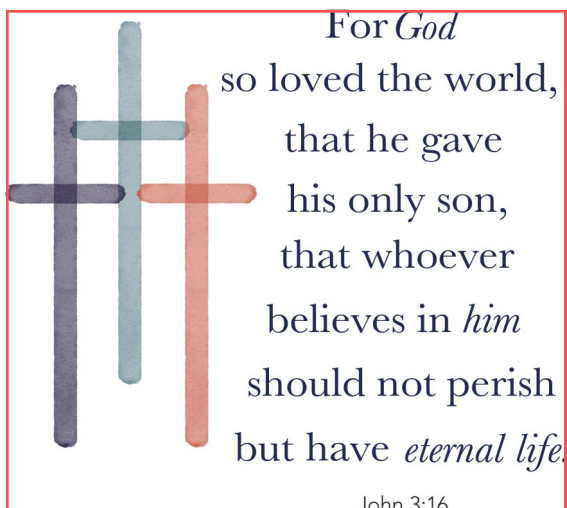 For God
so loved the world,
that he gave
his only son,
that whoever
believes in him
should not perish
but have eternal life.
John 3:16